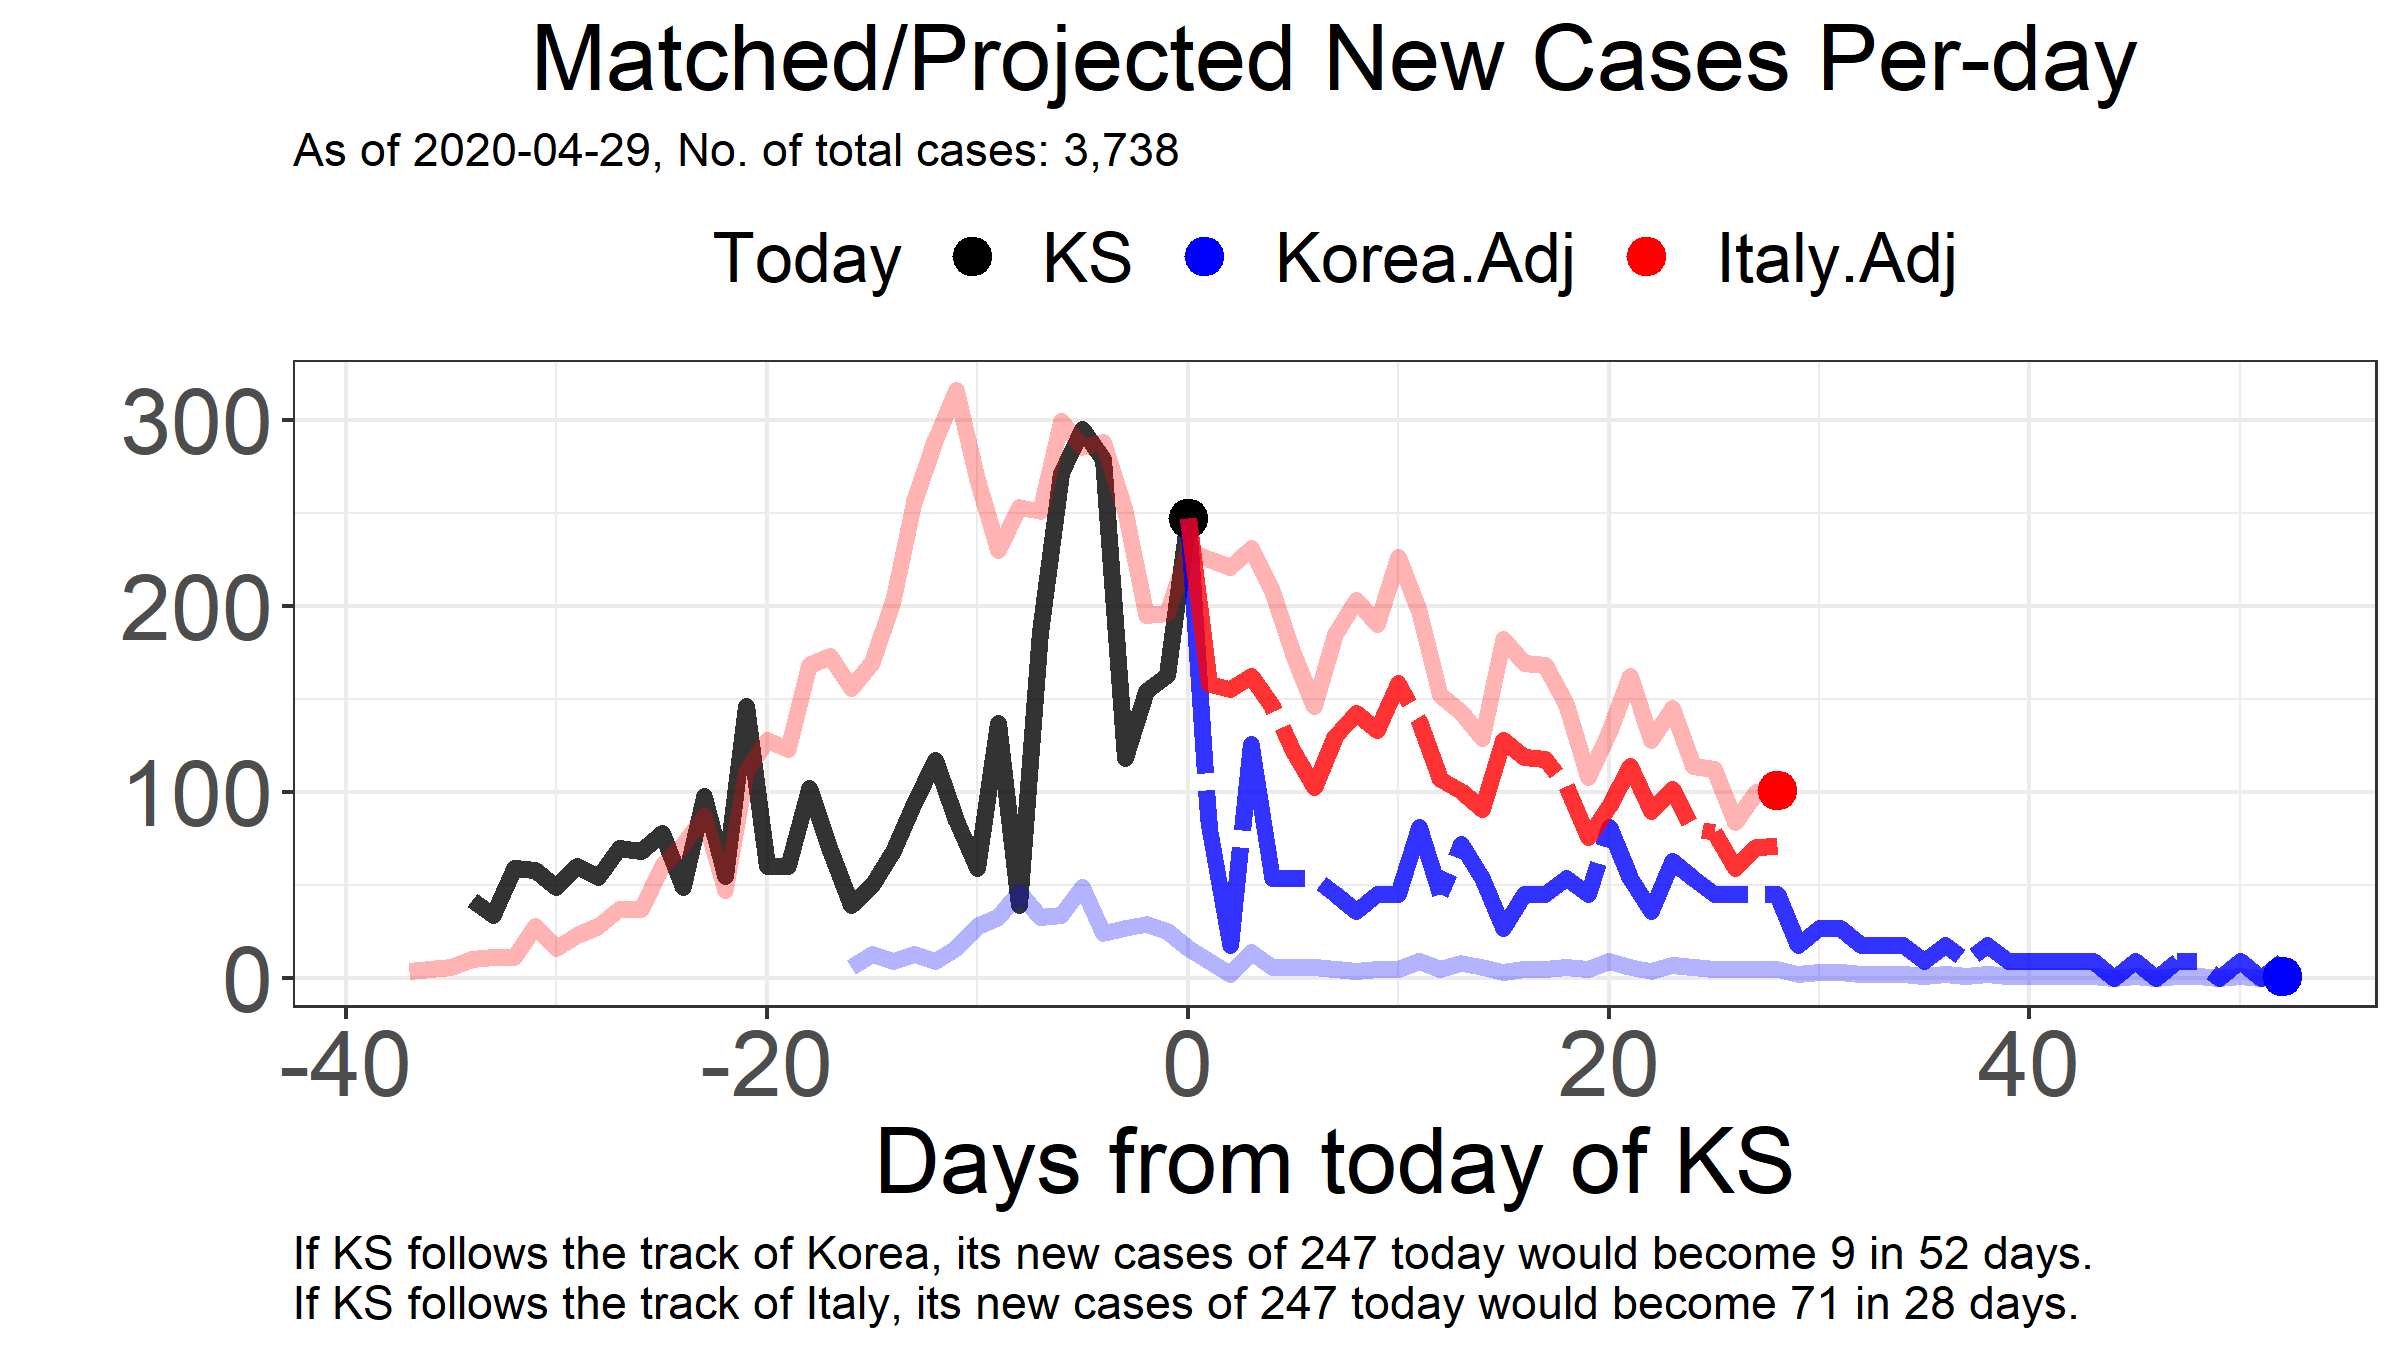 Matched/Projected New Cases Per-day
As of 2020-04-29, No. of total cases: 3,738
Today KS Korea.Adj Italy.Adj
300
200
100
0
-40 -20 0 20 40
Days from today of KS
If KS follows the track of Korea, its new cases of 247 today would become 9 in 52 days.
If KS follows the track of Italy, its new cases of 247 today would become 71 in 28 days.